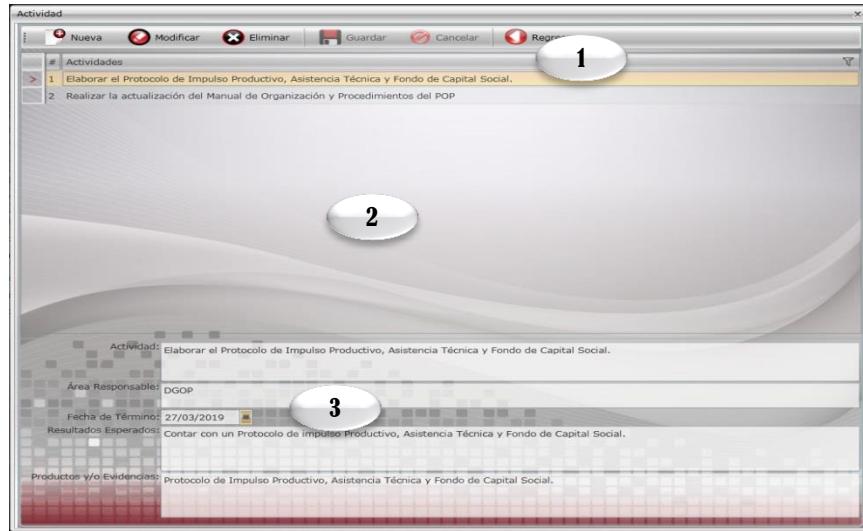 Actividad
Nueva Modificar Eliminar Guardar Cancelar
1
# Actividades
> 1 Elaborar el Protocolo de Impulso Productivo, Asistencia Técnica y Fondo de Capital Social.
2 Realizar la actualización del Manual de Organización y Procedimientos del POP
2
Actividad: Elaborar el Protocolo de Impulso Productivo, Asistencia Técnica y Fondo de Capital Social.
Área Responsable: DGOP
3
Fecha de Término: 27/03/2019
Resultados Esperados: Contar con un Protocolo de impulso Productivo, Asistencia Técnica y Fondo de Capital Social.
Productos y/o Evidencias: Protocolo de Impulso Productivo, Asistencia Técnica y Fondo de Capital Social.